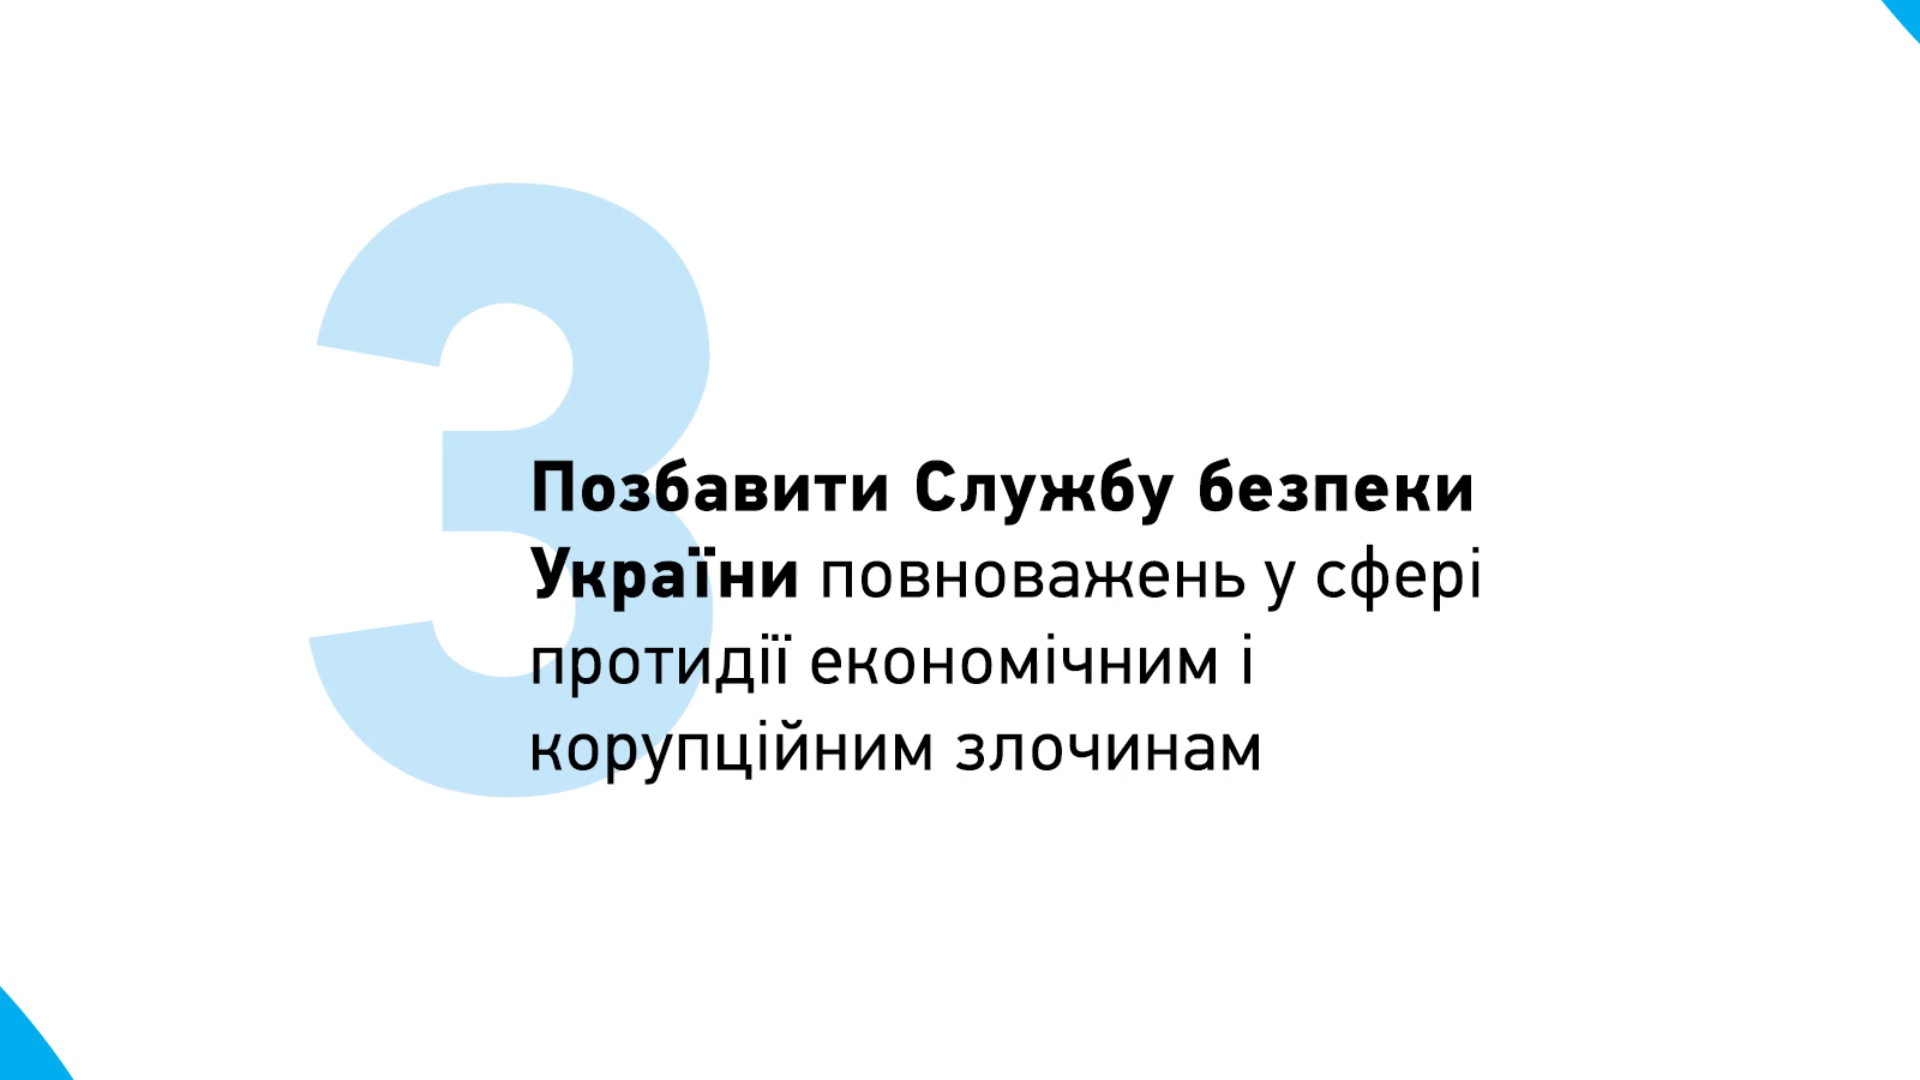 3
Позбавити Службу безпеки
України повноважень у сфері
протидії економічним і
корупційним злочинам